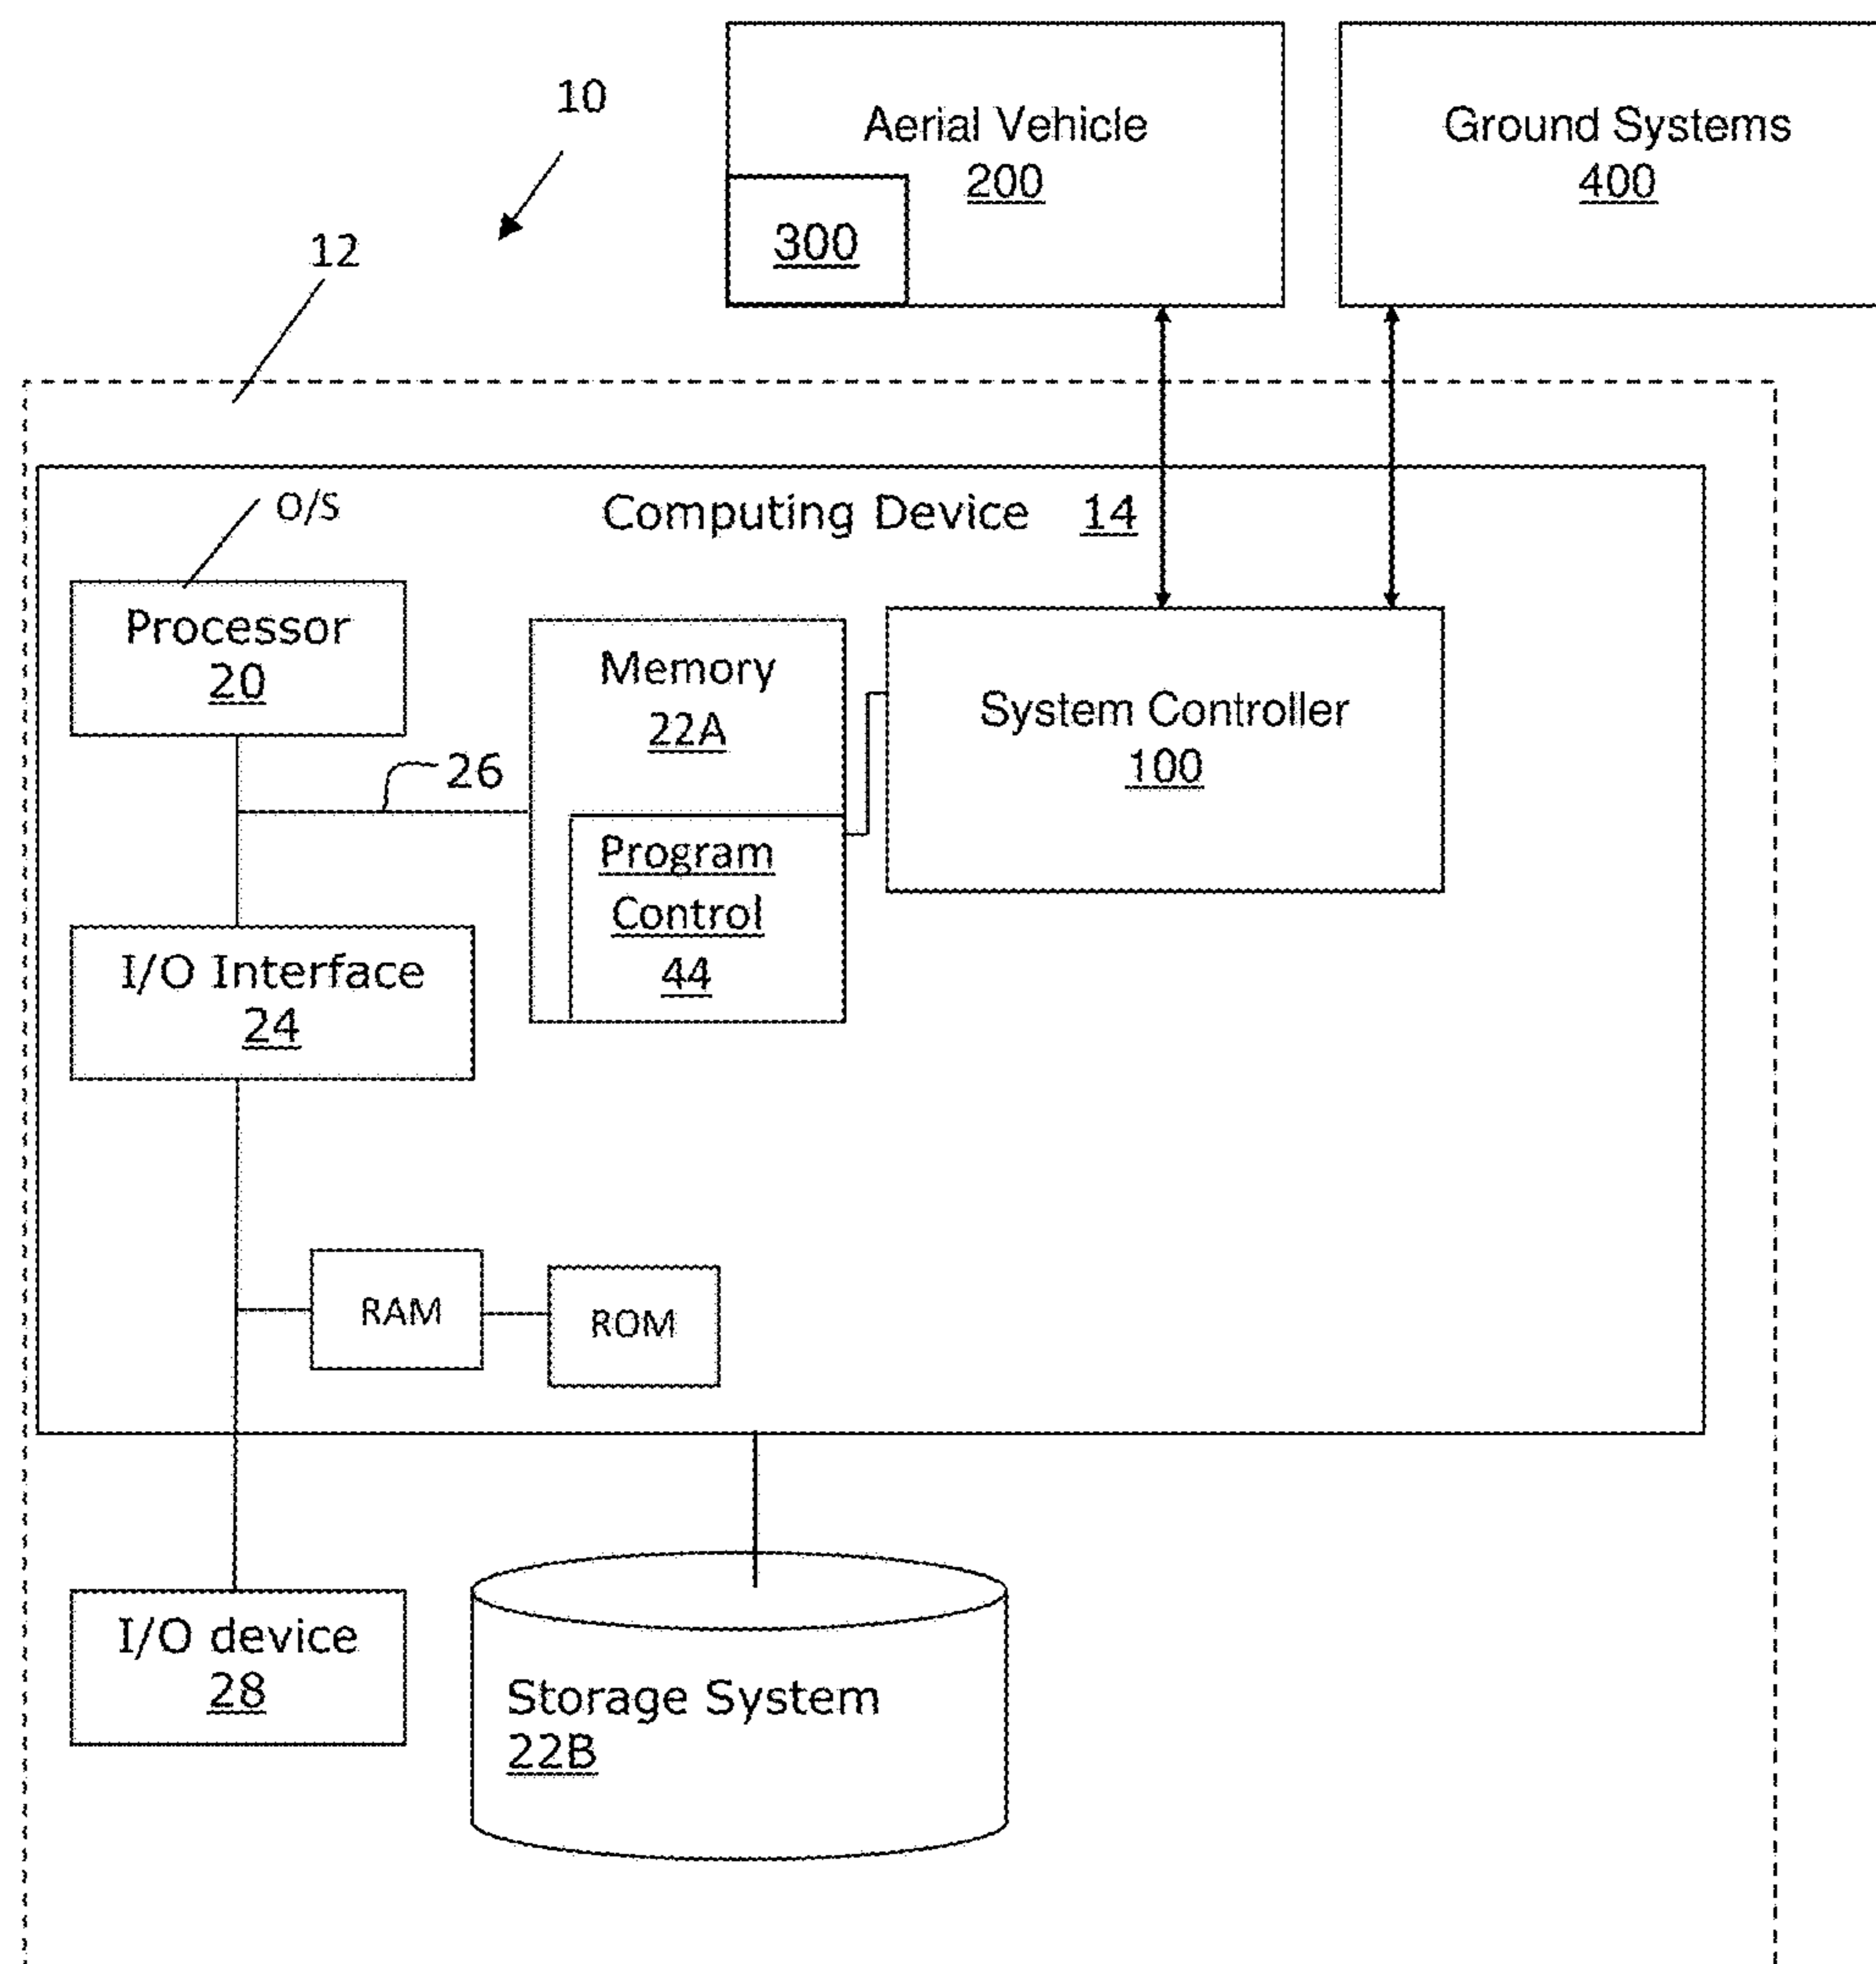 10
Aerial Vehicle
200
300
Ground Systems
400
12
Computing Device 14
O/S
Processor
20
26
Memory
22A
Program
Control
44
System Controller
100
I/O Interface
24
RAM
ROM
I/O device
28
Storage System
22B